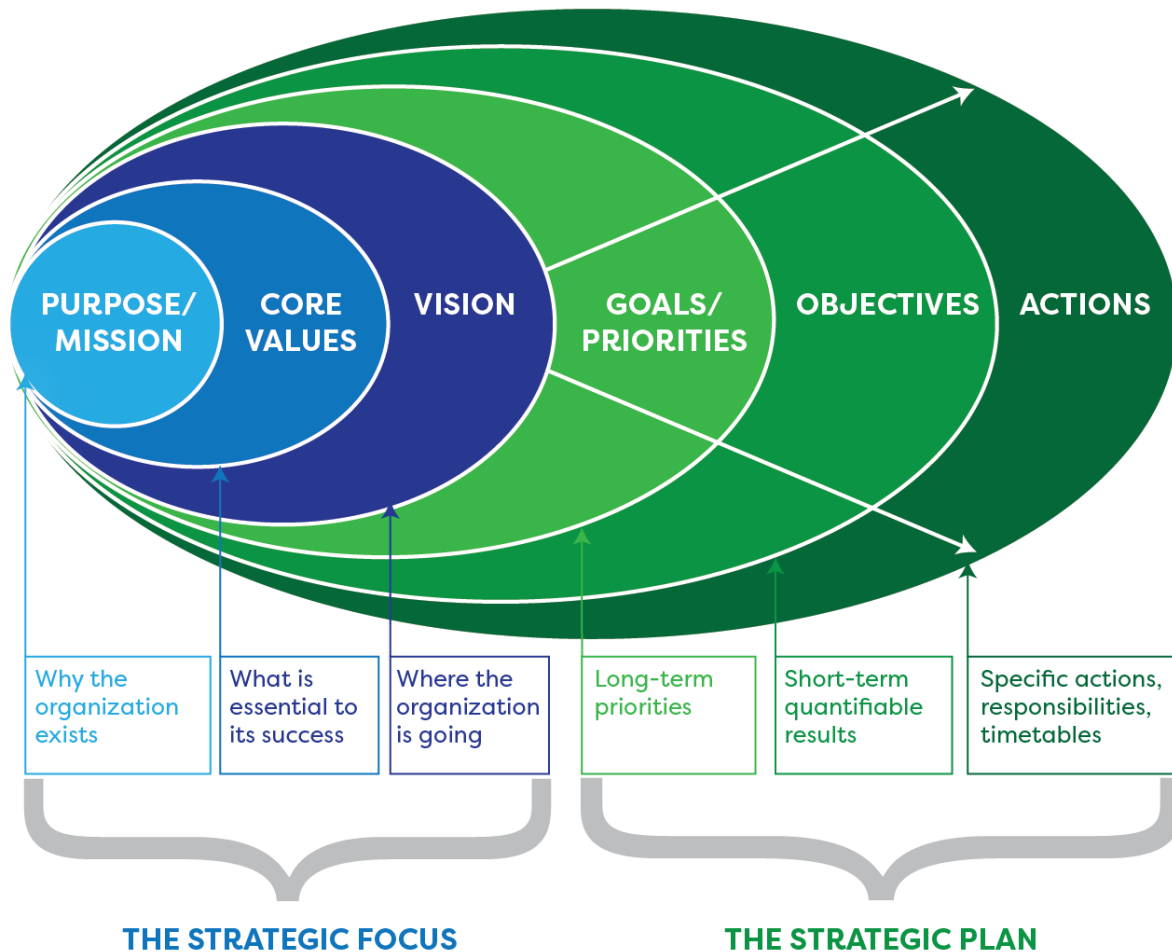 PURPOSE/
MISSION
CORE
VALUES
VISION
GOALS/
PRIORITIES
OBJECTIVES
ACTIONS
Why the
organization
exists
What is
essential to
its success
Where the
organization
is going
Long-term
priorities
Short-term
quantifiable
results
Specific actions,
responsibilities,
timetables
THE STRATEGIC FOCUS
THE STRATEGIC PLAN